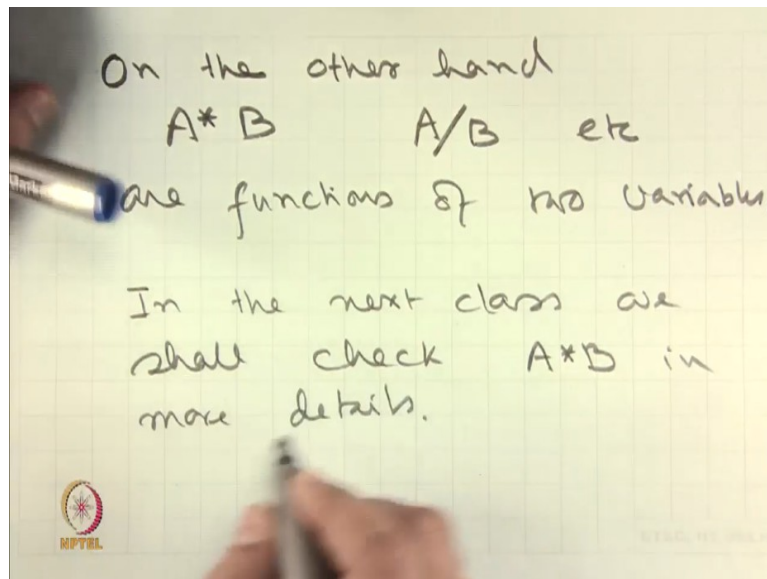 On the other hand
A* B A/B etc
are functions of two variables
In the next class we
shall check A*B in
more details.
NPTEL